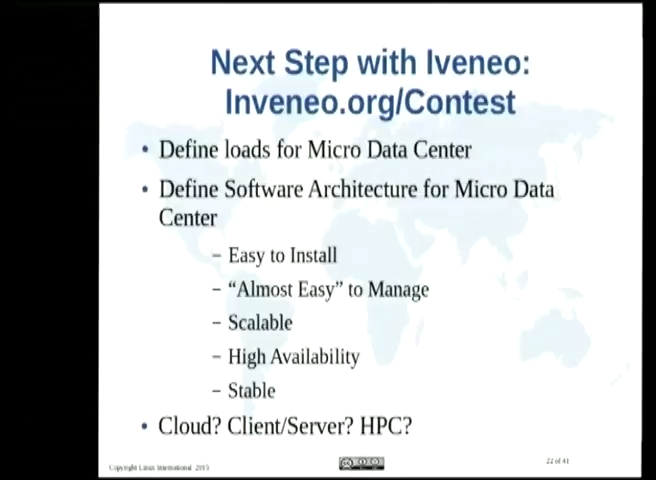 Next Step with Iveneo:
Inveneo.org/Contest
• Define loads for Micro Data Center
• Define Software Architecture for Micro Data
Center
– Easy to Install
– “Almost Easy” to Manage
– Scalable
– High Availability
– Stable
• Cloud? Client/Server? HPC?
Copyright Linux International 2015
22 of 41